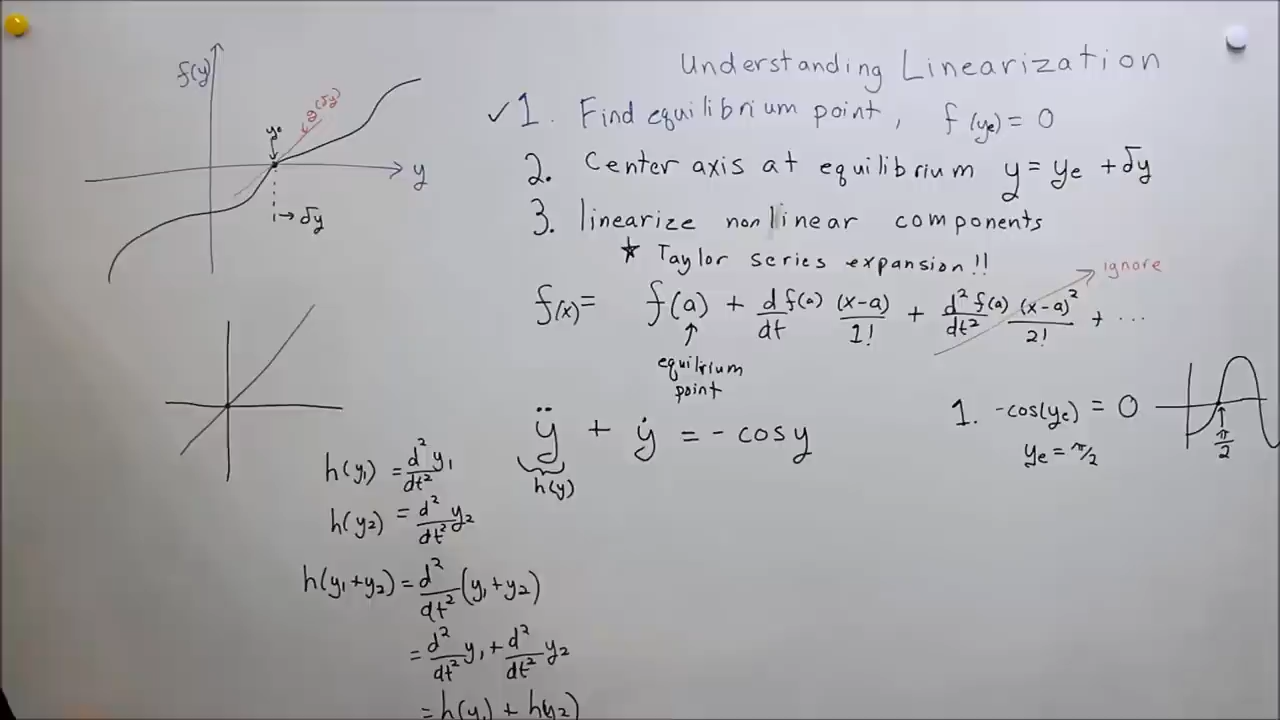 Understanding Linearization
✓ 1. Find equilibrium point, f(ye) = 0
2. Center axis at equilibrium y = ye + δy
3. linearize nonlinear components
★ Taylor series expansion!!
ignore
f(x) = f(a) + d/dt f(a) (x-a)/1! + d²/dt² f(a) (x-a)²/2! + ...
↑
equilirium
point
ÿ + ẏ = - cos y
h(y)
1. -cos(ye) = 0
ye = π/2
π/2
f(y)
g(δy)
ye
y
→ δy
h(y₁) = d²/dt² y₁
h(y₂) = d²/dt² y₂
h(y₁+y₂) = d²/dt² (y₁+y₂)
= d²/dt² y₁ + d²/dt² y₂
= h(y₁) + h(y₂)